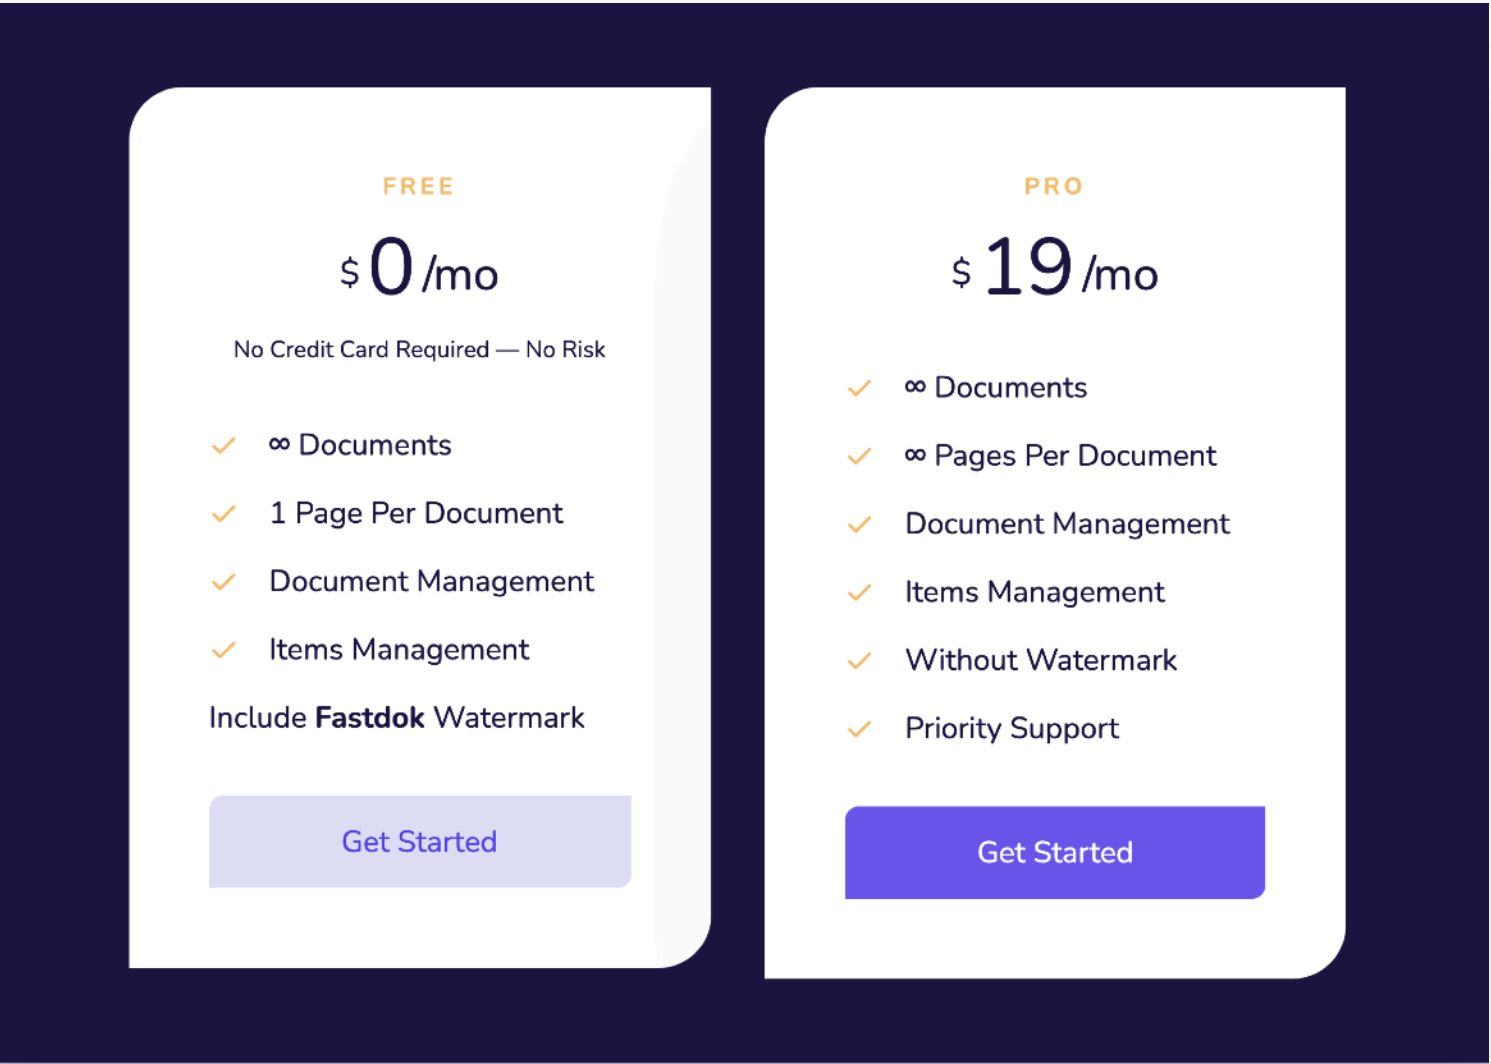 FREE
$ 0 /mo
No Credit Card Required — No Risk
∞ Documents
1 Page Per Document
Document Management
Items Management
Include Fastdok Watermark
Get Started
PRO
$ 19 /mo
∞ Documents
∞ Pages Per Document
Document Management
Items Management
Without Watermark
Priority Support
Get Started